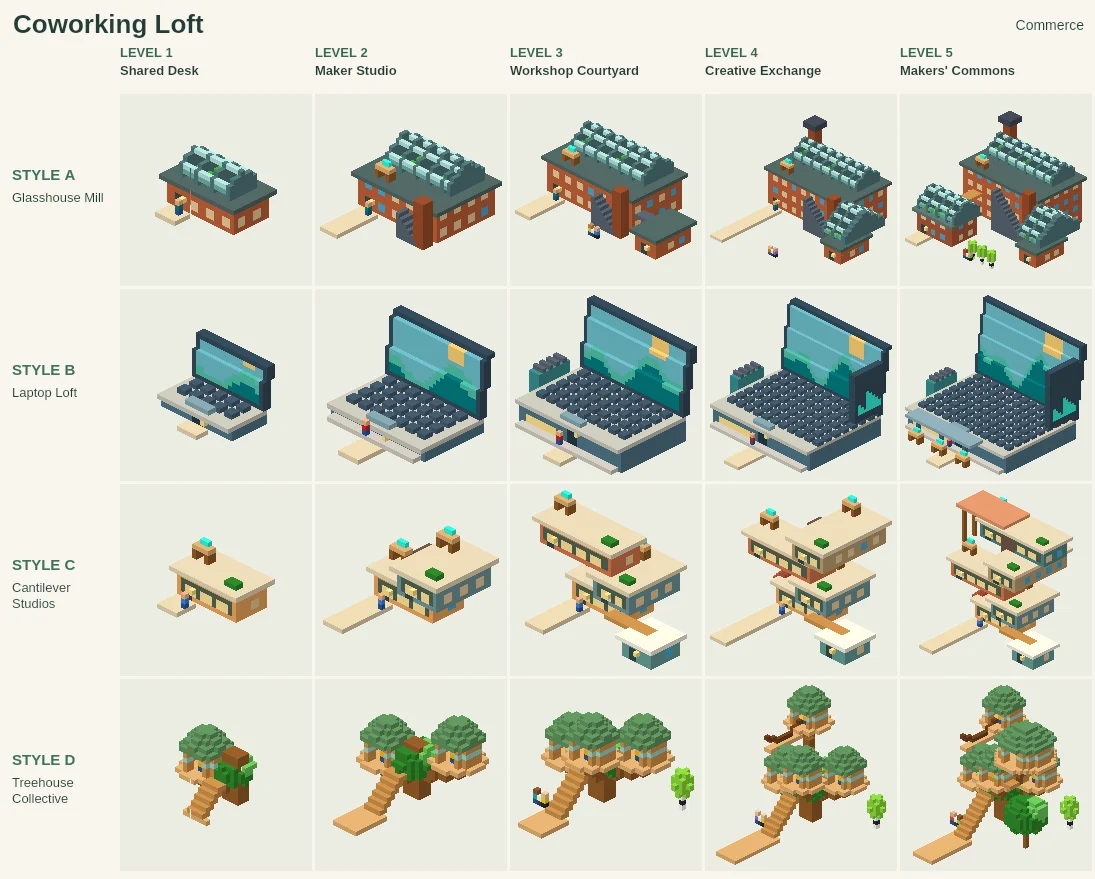 Coworking Loft
Commerce
LEVEL 1
Shared Desk
LEVEL 2
Maker Studio
LEVEL 3
Workshop Courtyard
LEVEL 4
Creative Exchange
LEVEL 5
Makers' Commons
STYLE A
Glasshouse Mill
STYLE B
Laptop Loft
STYLE C
Cantilever
Studios
STYLE D
Treehouse
Collective